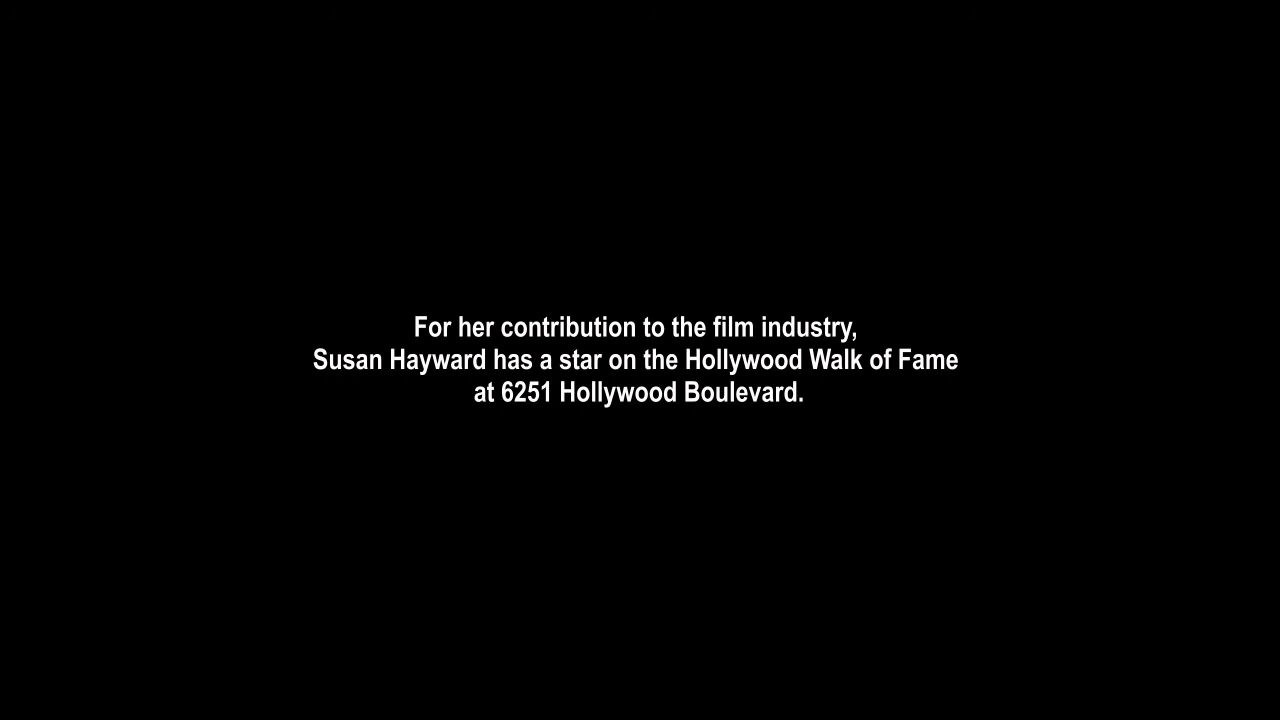 For her contribution to the film industry,
Susan Hayward has a star on the Hollywood Walk of Fame
at 6251 Hollywood Boulevard.